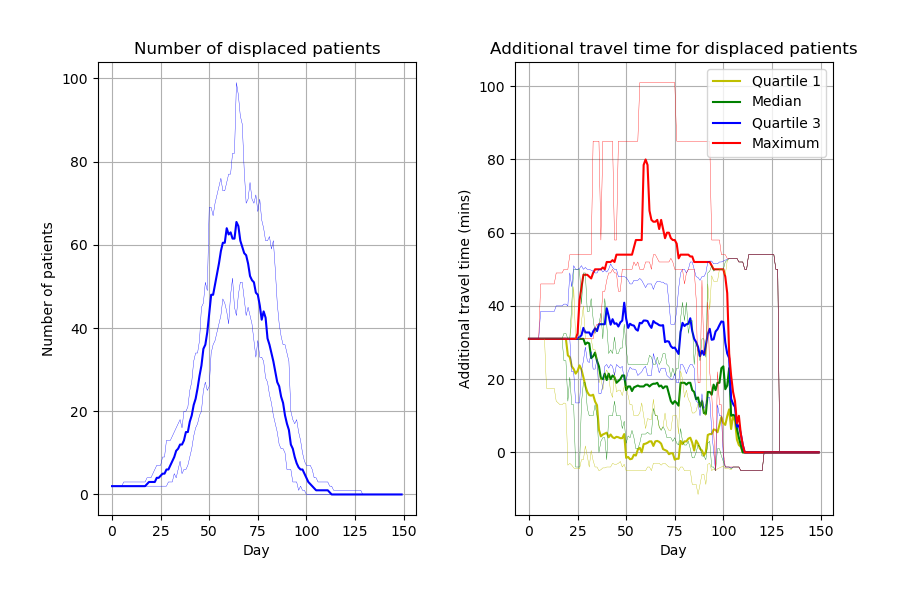 Number of displaced patients
Number of patients
100
80
60
40
20
0
0 25 50 75 100 125 150
Day
Additional travel time for displaced patients
Additional travel time (mins)
100
80
60
40
20
0
Quartile 1
Median
Quartile 3
Maximum
0 25 50 75 100 125 150
Day